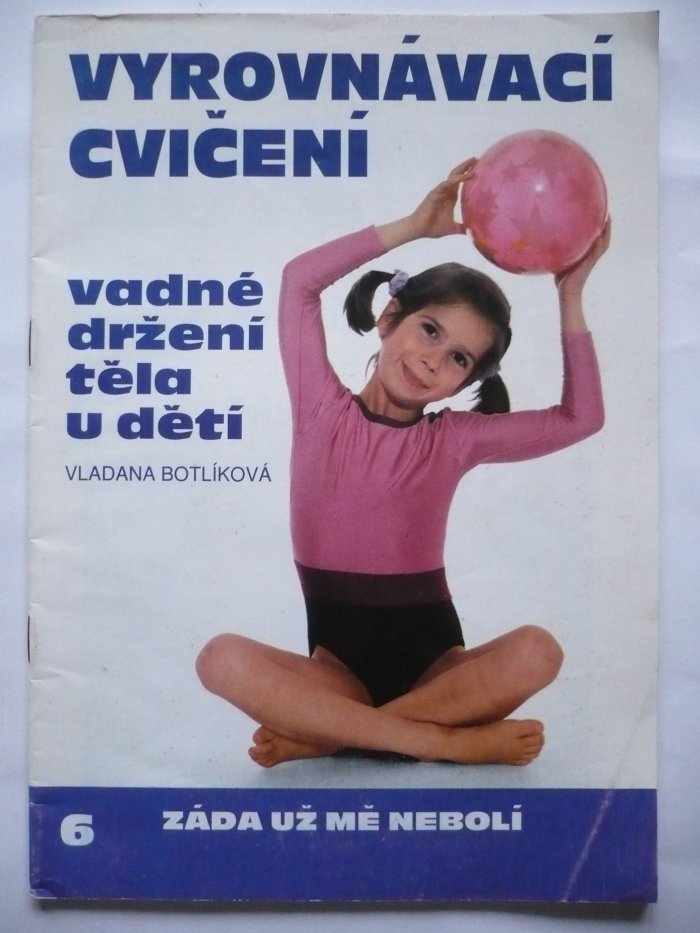 VYROVNÁVACÍ
CVIČENÍ
vadné
držení
těla
u dětí
VLADANA BOTLÍKOVÁ
6
ZÁDA UŽ MĚ NEBOLÍ